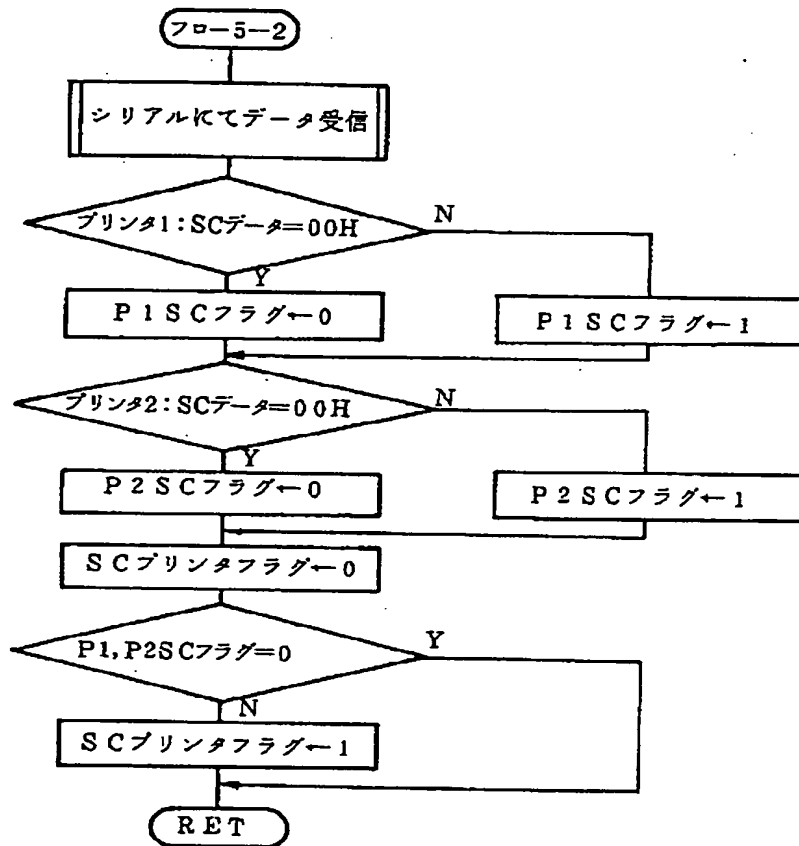 フロー5-2
シリアルにてデータ受信
プリンタ1:SCデータ=00H
N
Y
P1SCフラグ←0
P1SCフラグ←1
プリンタ2:SCデータ=00H
N
Y
P2SCフラグ←0
P2SCフラグ←1
SCプリンタフラグ←0
P1,P2SCフラグ=0
Y
N
SCプリンタフラグ←1
RET